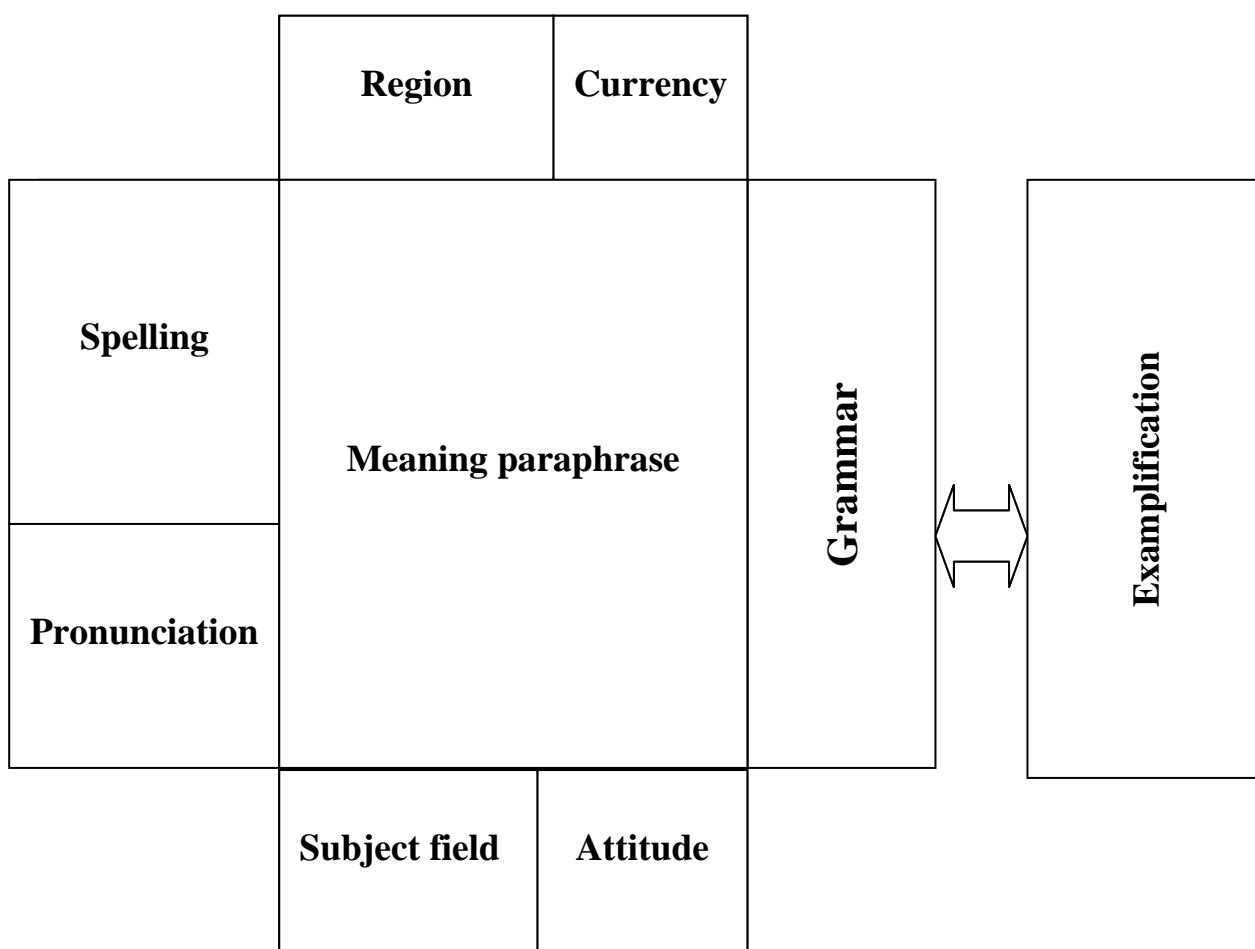 Region
Currency
Spelling
Meaning paraphrase
Grammar
Examplification
Pronunciation
Subject field
Attitude